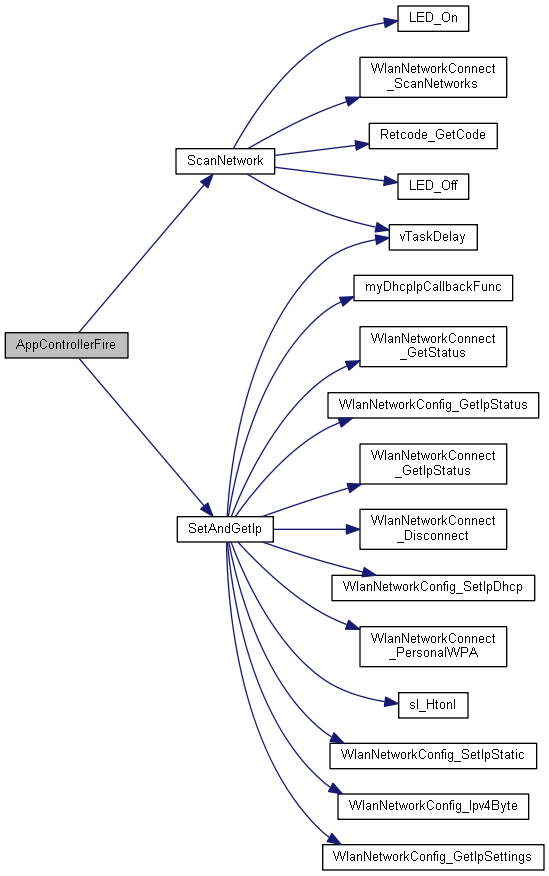 LED_On
WlanNetworkConnect
_ScanNetworks
Retcode_GetCode
ScanNetwork
LED_Off
vTaskDelay
myDhcpIpCallbackFunc
WlanNetworkConnect
_GetStatus
AppControllerFire
WlanNetworkConfig_GetIpStatus
WlanNetworkConnect
_GetIpStatus
SetAndGetIp
WlanNetworkConnect
_Disconnect
WlanNetworkConfig_SetIpDhcp
WlanNetworkConnect
_PersonalWPA
sl_Htonl
WlanNetworkConfig_SetIpStatic
WlanNetworkConfig_Ipv4Byte
WlanNetworkConfig_GetIpSettings